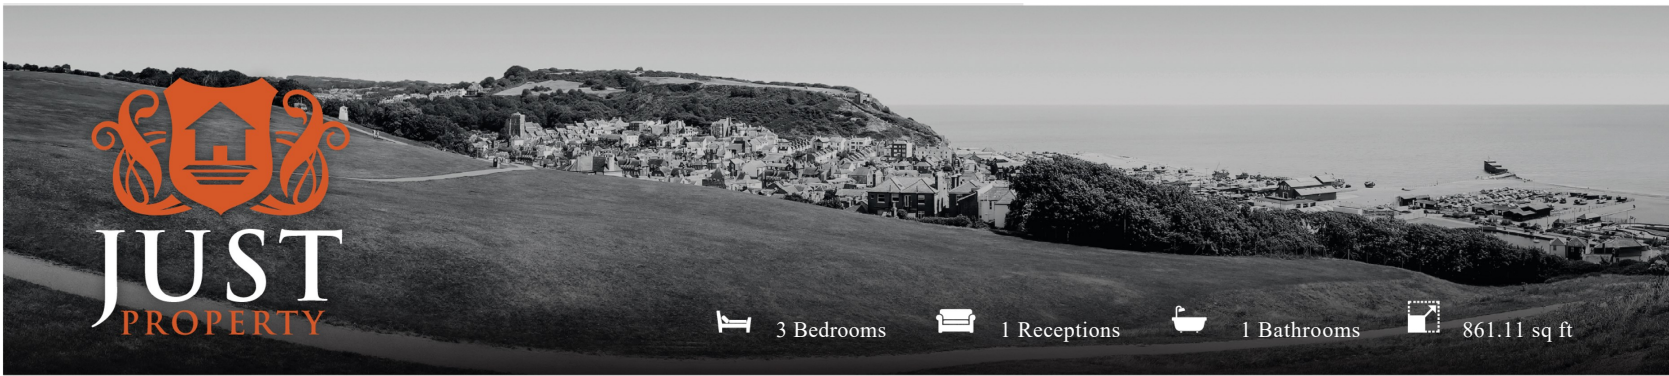 JUST
PROPERTY
3 Bedrooms 1 Receptions 1 Bathrooms 861.11 sq ft